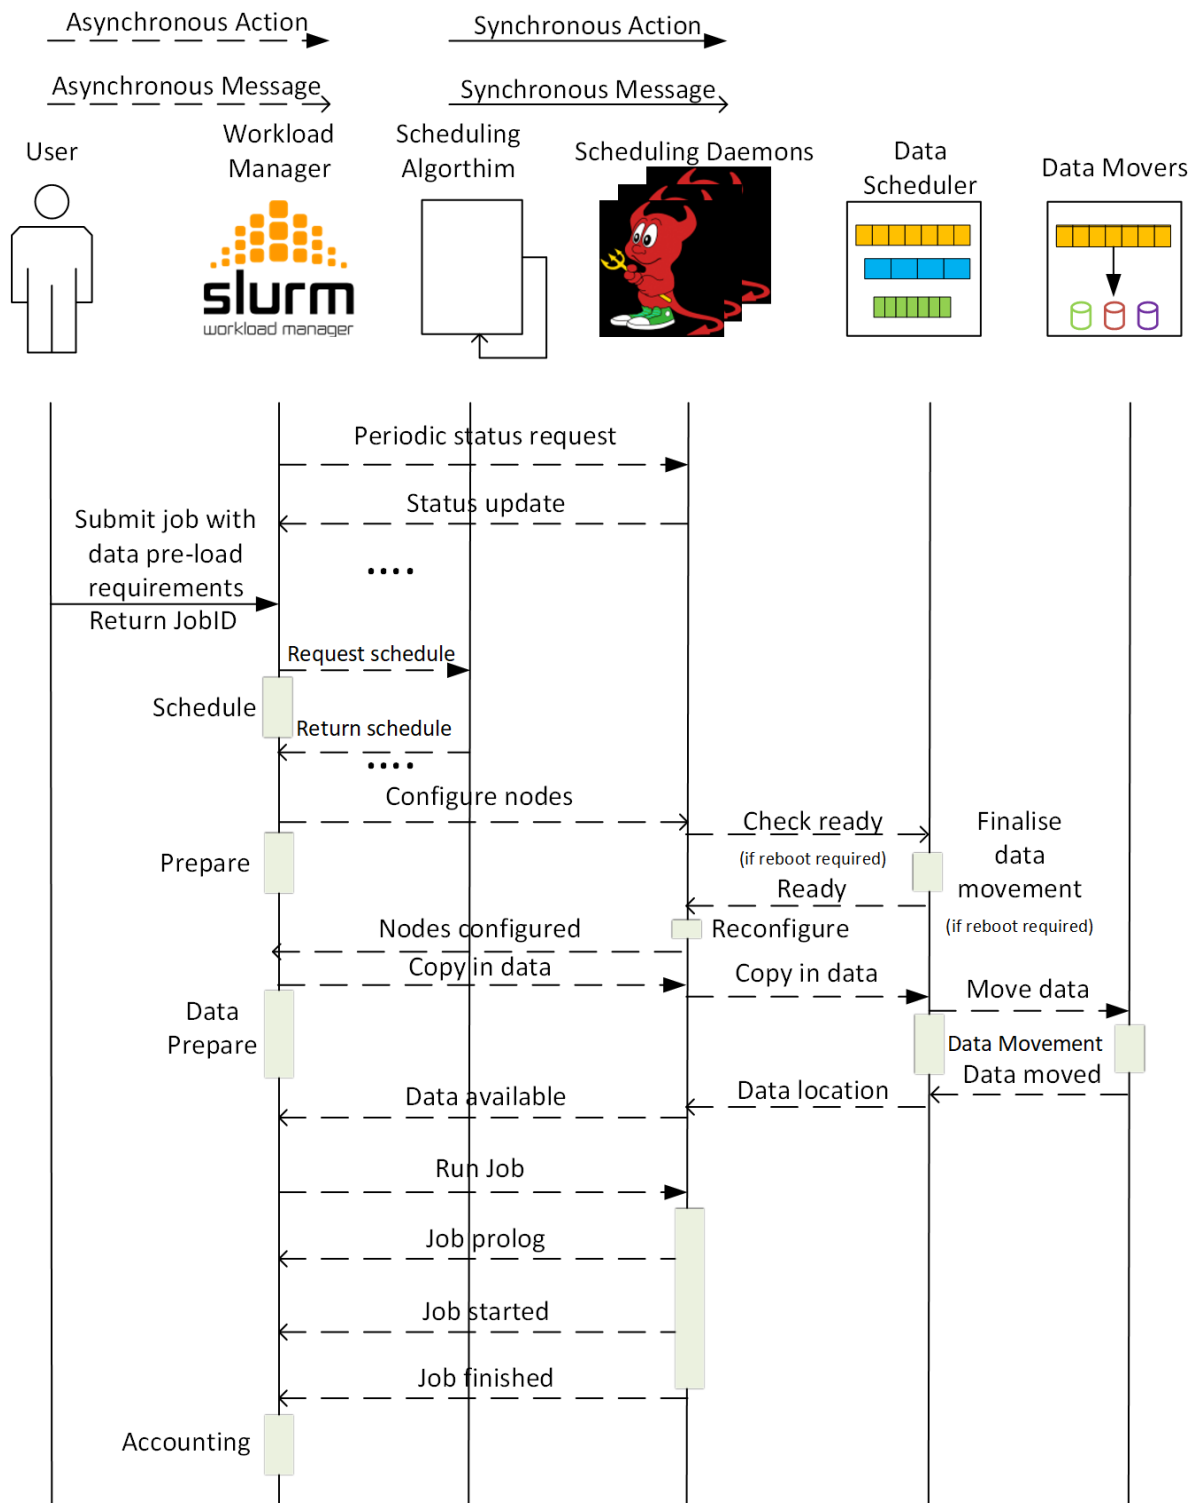 Asynchronous Action
Synchronous Action
Asynchronous Message
Synchronous Message
User
Workload
Manager
Scheduling
Algorthim
Scheduling Daemons
Data
Scheduler
Data Movers
slurm
workload manager
Periodic status request
Status update
Submit job with
data pre-load
requirements
....
Return JobID
Request schedule
Schedule
Return schedule
....
Configure nodes
Check ready
(if reboot required)
Finalise
data
movement
(if reboot required)
Prepare
Ready
Nodes configured
Reconfigure
Copy in data
Copy in data
Move data
Data
Prepare
Data Movement
Data moved
Data location
Data available
Run Job
Job prolog
Job started
Job finished
Accounting